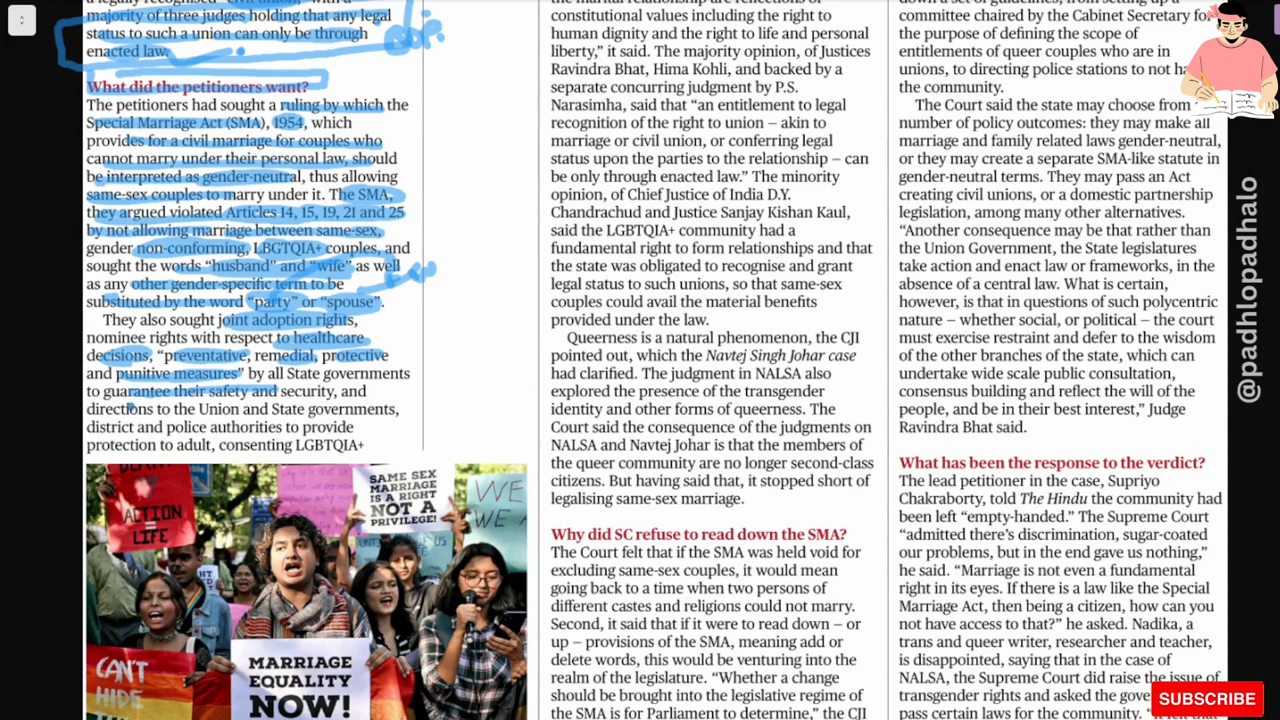 a legally recognised "civil union," with a
majority of three judges holding that any legal
status to such a union can only be through
enacted law.
What did the petitioners want?
The petitioners had sought a ruling by which the
Special Marriage Act (SMA), 1954, which
provides for a civil marriage for couples who
cannot marry under their personal law, should
be interpreted as gender-neutral, thus allowing
same-sex couples to marry under it. The SMA,
they argued violated Articles 14, 15, 19, 21 and 25
by not allowing marriage between same-sex,
gender non-conforming, LBGTQIA+ couples, and
sought the words "husband" and "wife" as well
as any other gender-specific term to be
substituted by the word "party" or "spouse".
They also sought joint adoption rights,
nominee rights with respect to healthcare
decisions, "preventative, remedial, protective
and punitive measures" by all State governments
to guarantee their safety and security, and
directions to the Union and State governments,
district and police authorities to provide
protection to adult, consenting LGBTQIA+
ACTION
LIFE
SAME SEX
MARRIAGE
IS A RIGHT
NOT A
PRIVILEGE!
WE
WE
CAN'T
HIDE
MARRIAGE
EQUALITY
NOW!
the marital relationship are reflections of
constitutional values including the right to
human dignity and the right to life and personal
liberty," it said. The majority opinion, of Justices
Ravindra Bhat, Hima Kohli, and backed by a
separate concurring judgment by P.S.
Narasimha, said that "an entitlement to legal
recognition of the right to union – akin to
marriage or civil union, or conferring legal
status upon the parties to the relationship – can
be only through enacted law." The minority
opinion, of Chief Justice of India D.Y.
Chandrachud and Justice Sanjay Kishan Kaul,
said the LGBTQIA+ community had a
fundamental right to form relationships and that
the state was obligated to recognise and grant
legal status to such unions, so that same-sex
couples could avail the material benefits
provided under the law.
Queerness is a natural phenomenon, the CJI
pointed out, which the Navtej Singh Johar case
had clarified. The judgment in NALSA also
explored the presence of the transgender
identity and other forms of queerness. The
Court said the consequence of the judgments on
NALSA and Navtej Johar is that the members of
the queer community are no longer second-class
citizens. But having said that, it stopped short of
legalising same-sex marriage.
Why did SC refuse to read down the SMA?
The Court felt that if the SMA was held void for
excluding same-sex couples, it would mean
going back to a time when two persons of
different castes and religions could not marry.
Second, it said that if it were to read down – or
up – provisions of the SMA, meaning add or
delete words, this would be venturing into the
realm of the legislature. "Whether a change
should be brought into the legislative regime of
the SMA is for Parliament to determine," the CJI
down a set of guidelines, from setting up a
committee chaired by the Cabinet Secretary for
the purpose of defining the scope of
entitlements of queer couples who are in
unions, to directing police stations to not
the community.
The Court said the state may choose from
number of policy outcomes: they may make all
marriage and family related laws gender-neutral,
or they may create a separate SMA-like statute in
gender-neutral terms. They may pass an Act
creating civil unions, or a domestic partnership
legislation, among many other alternatives.
"Another consequence may be that rather than
the Union Government, the State legislatures
take action and enact law or frameworks, in the
absence of a central law. What is certain,
however, is that in questions of such polycentric
nature – whether social, or political – the court
must exercise restraint and defer to the wisdom
of the other branches of the state, which can
undertake wide scale public consultation,
consensus building and reflect the will of the
people, and be in their best interest," Judge
Ravindra Bhat said.
What has been the response to the verdict?
The lead petitioner in the case, Supriyo
Chakraborty, told The Hindu the community had
been left "empty-handed." The Supreme Court
"admitted there's discrimination, sugar-coated
our problems, but in the end gave us nothing,"
he said. "Marriage is not even a fundamental
right in its eyes. If there is a law like the Special
Marriage Act, then being a citizen, how can you
not have access to that?" he asked. Nadika, a
trans and queer writer, researcher and teacher,
is disappointed, saying that in the case of
NALSA, the Supreme Court did raise the issue of
transgender rights and asked the
pass certain laws for the community.
@padhlopadhalo
SUBSCRIBE